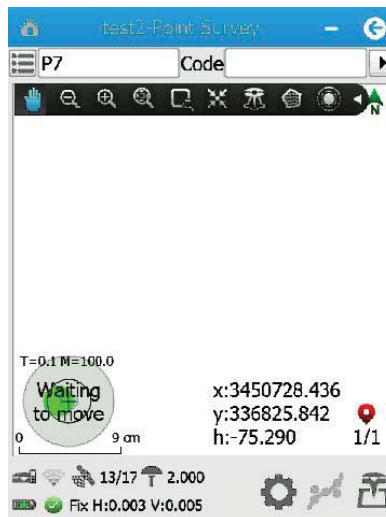 test2-Point Survey
P7 Code
N
T=0.1 M=100.0
Waiting
to move
0 9 cm
x:3450728.436
y:336825.842
h:-75.290 1/1
13/17 2.000
Fix H:0.003 V:0.005